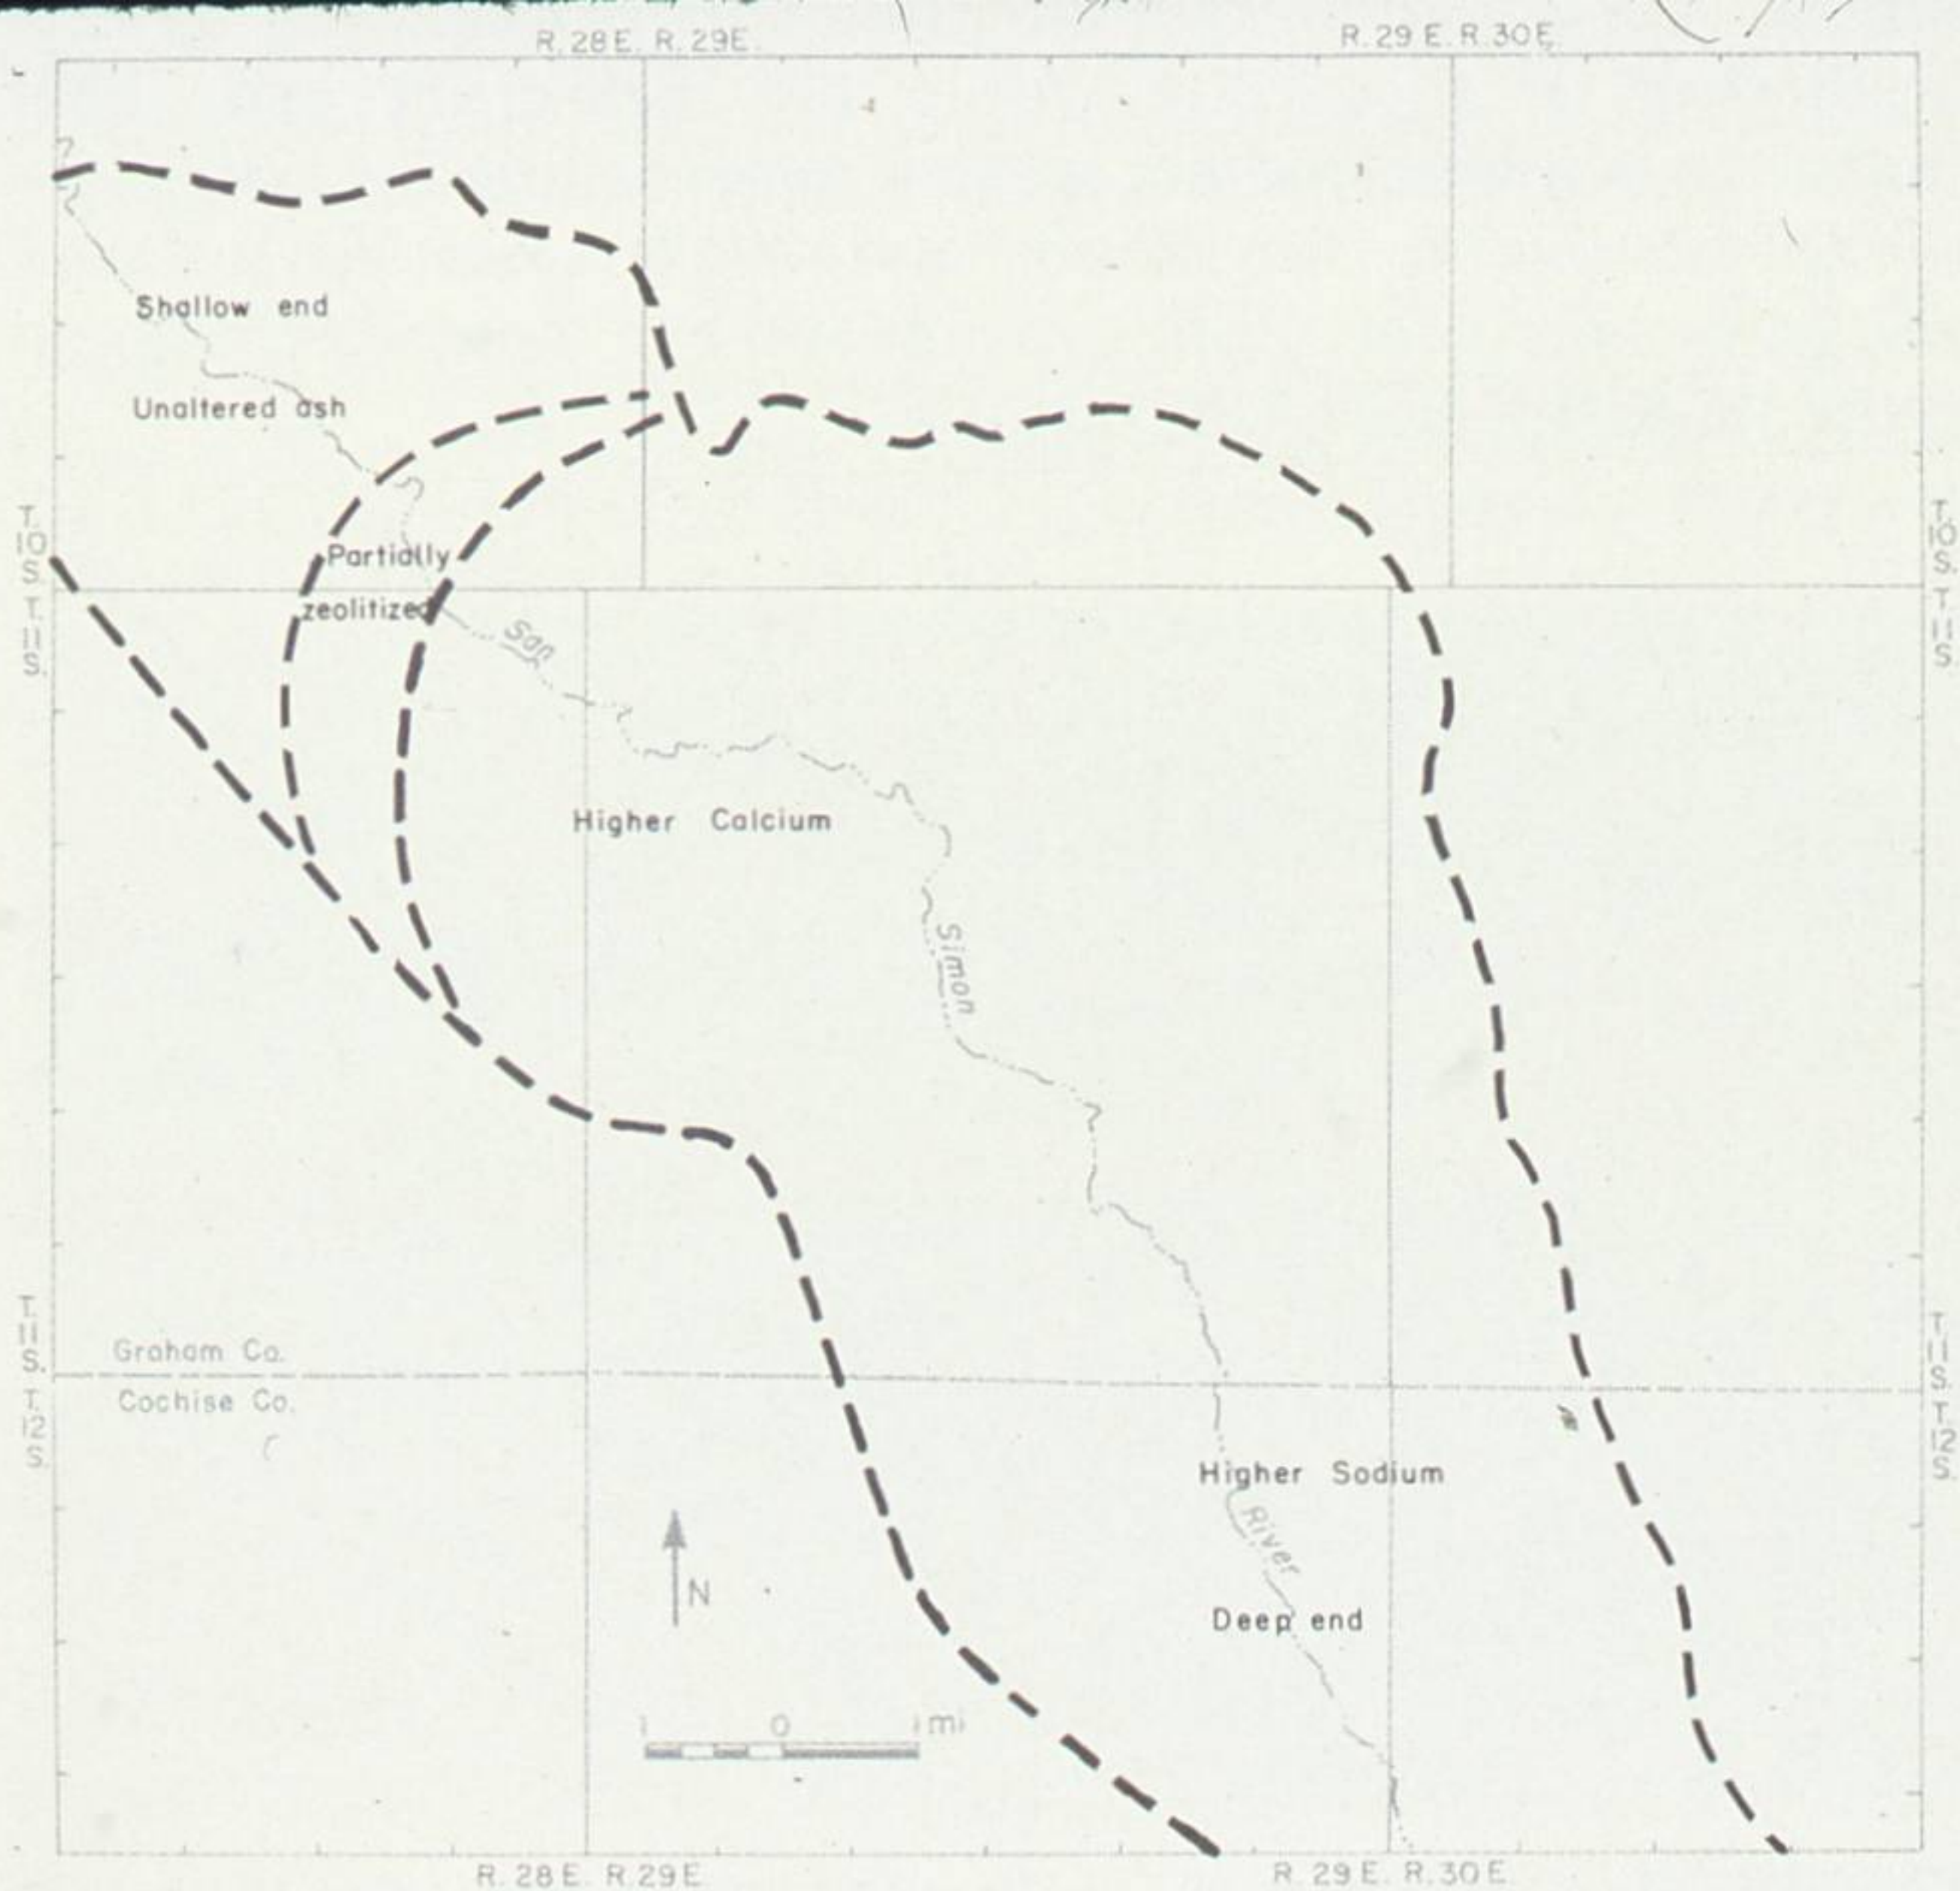 R. 28 E. R. 29 E.
R. 29 E. R. 30 E.
Shallow end
Unaltered ash
T.
10
S.
T.
11
S.
T.
10
S.
T.
11
S.
Partially
zeolitized
San
Higher Calcium
Simon
T.
11
S.
T.
12
S.
Graham Co.
Cochise Co.
T.
11
S.
T.
12
S.
Higher Sodium
River
N
Deep end
1 0 1 mi
R. 28 E. R. 29 E.
R. 29 E. R. 30 E.